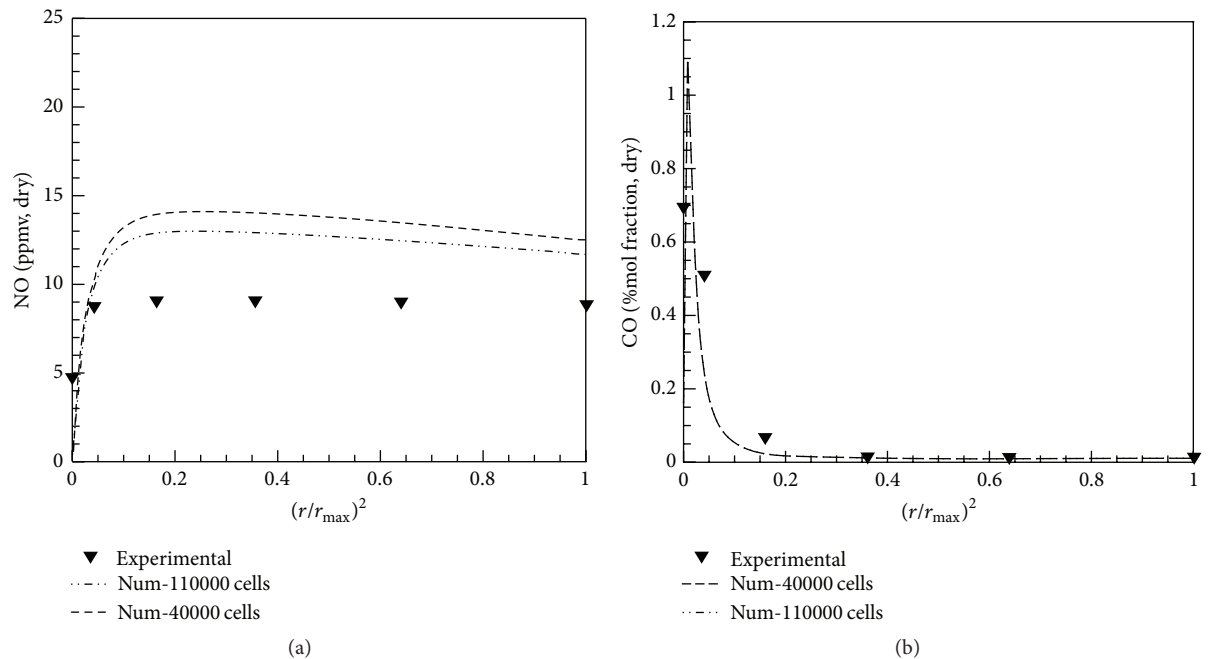 25
20
15
10
5
0
NO (ppmv, dry)
0
0.2
0.4
0.6
0.8
1
(r/r_max)^2
Experimental
Num-110000 cells
Num-40000 cells
(a)
1.2
1
0.8
0.6
0.4
0.2
0
CO (%mol fraction, dry)
0
0.2
0.4
0.6
0.8
1
(r/r_max)^2
Experimental
Num-40000 cells
Num-110000 cells
(b)